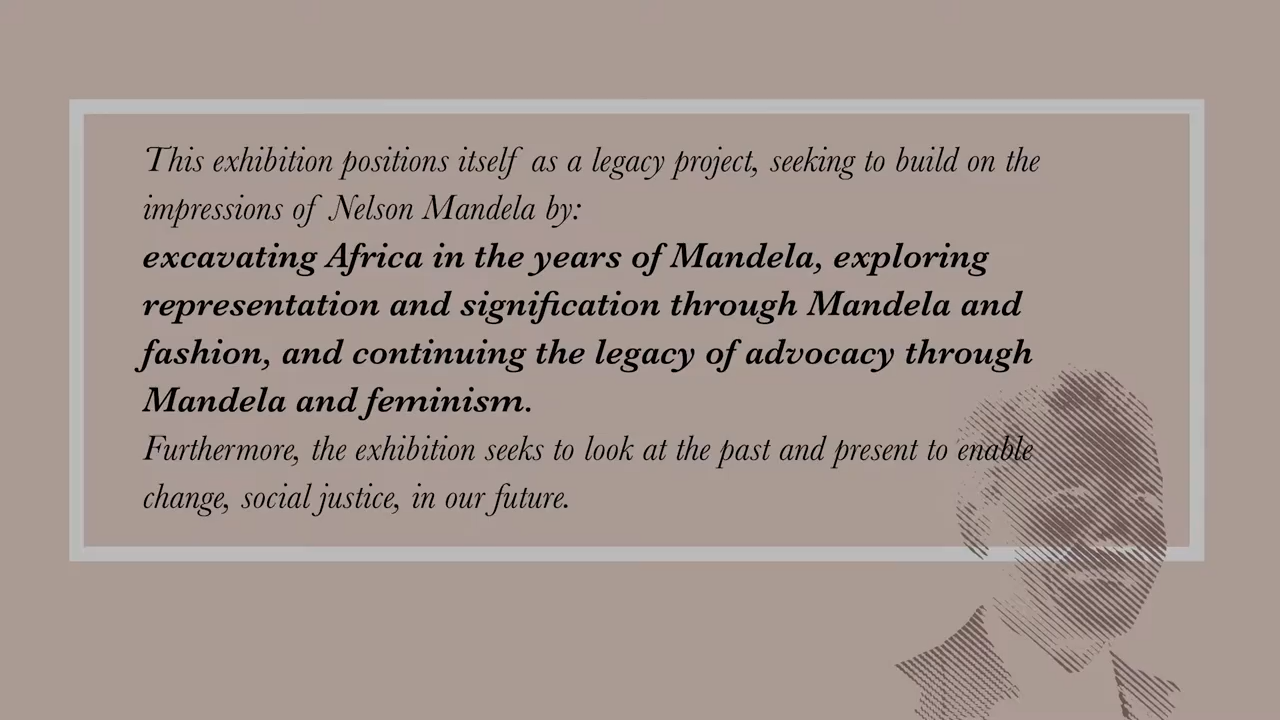 This exhibition positions itself as a legacy project, seeking to build on the
impressions of Nelson Mandela by:
excavating Africa in the years of Mandela, exploring
representation and signification through Mandela and
fashion, and continuing the legacy of advocacy through
Mandela and feminism.
Furthermore, the exhibition seeks to look at the past and present to enable
change, social justice, in our future.